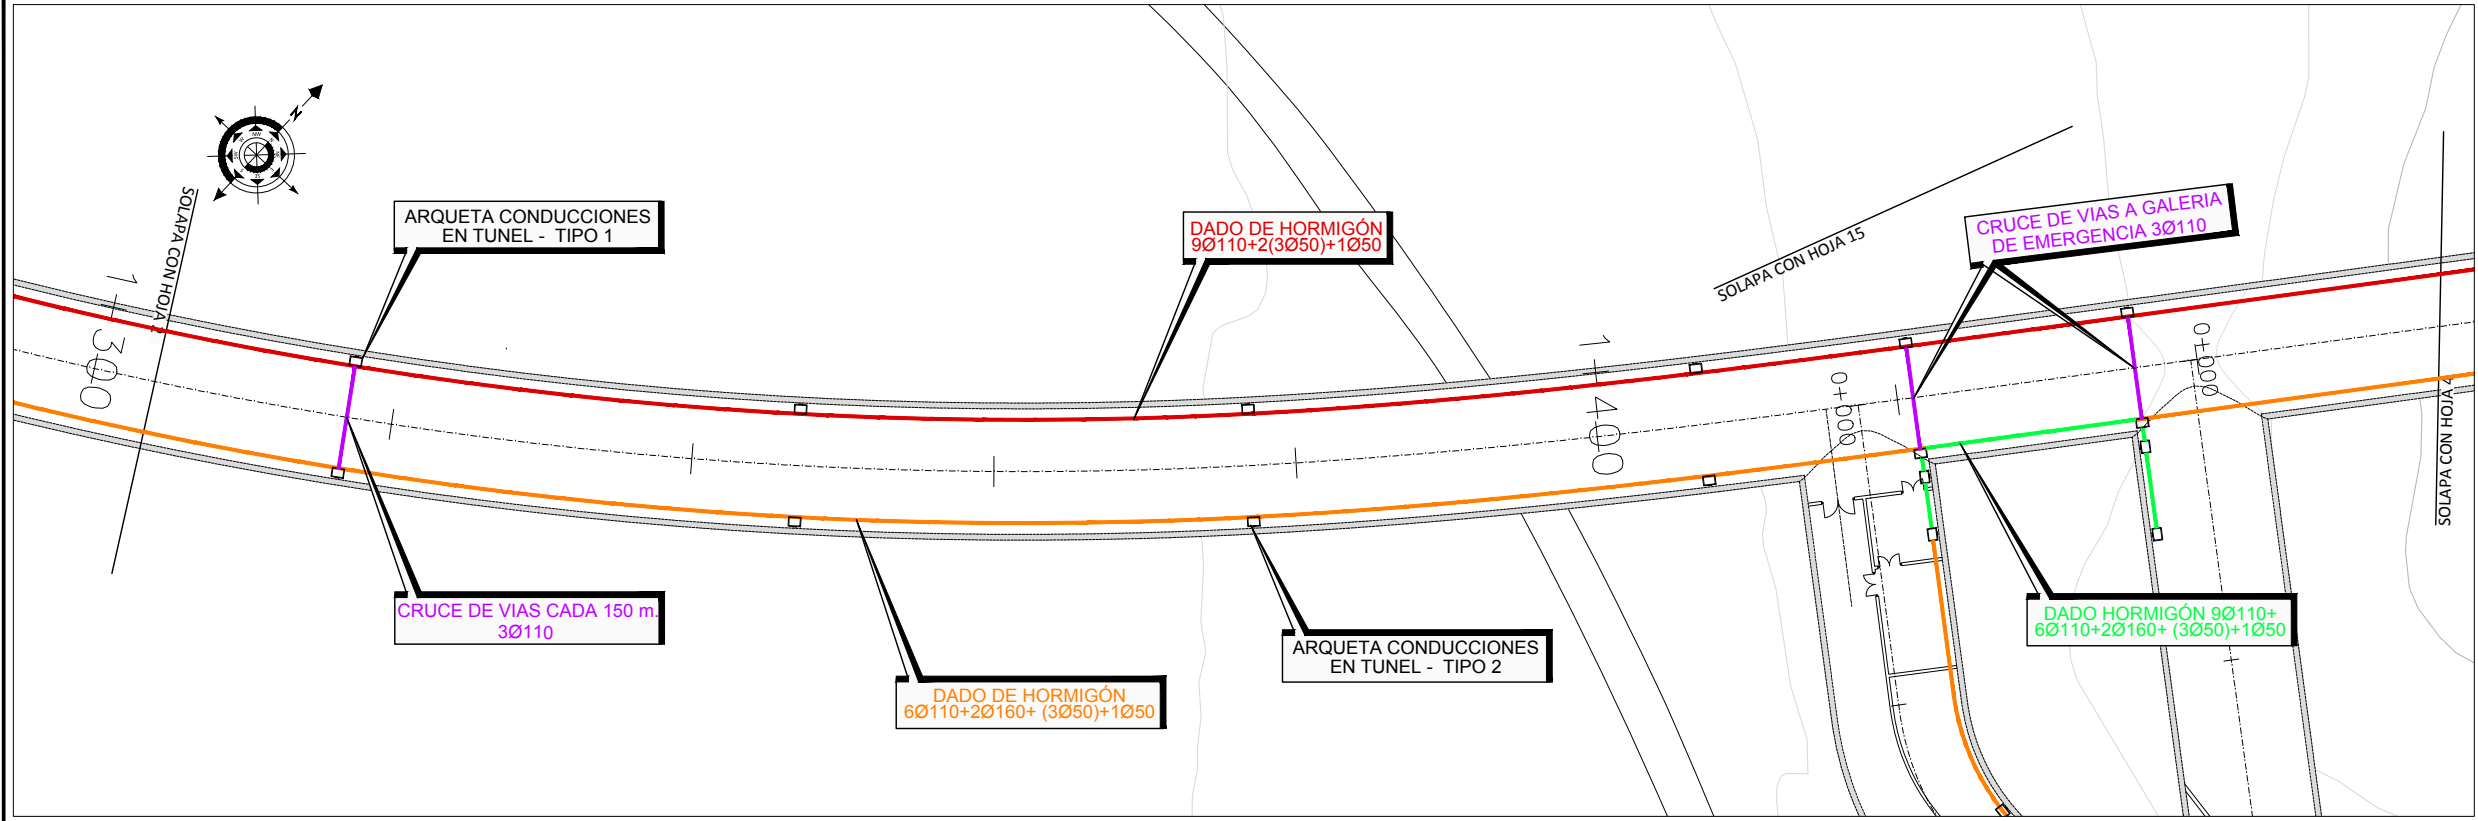 N
SOLAPA CON HOJA 2
1+300
ARQUETA CONDUCCIONES
EN TUNEL - TIPO 1
DADO DE HORMIGÓN
9Ø110+2(3Ø50)+1Ø50
SOLAPA CON HOJA 15
CRUCE DE VIAS A GALERIA
DE EMERGENCIA 3Ø110
1+400
0+000
0+000
SOLAPA CON HOJA 4
CRUCE DE VIAS CADA 150 m.
3Ø110
DADO DE HORMIGÓN
6Ø110+2Ø160+ (3Ø50)+1Ø50
ARQUETA CONDUCCIONES
EN TUNEL - TIPO 2
DADO HORMIGÓN 9Ø110+
6Ø110+2Ø160+ (3Ø50)+1Ø50